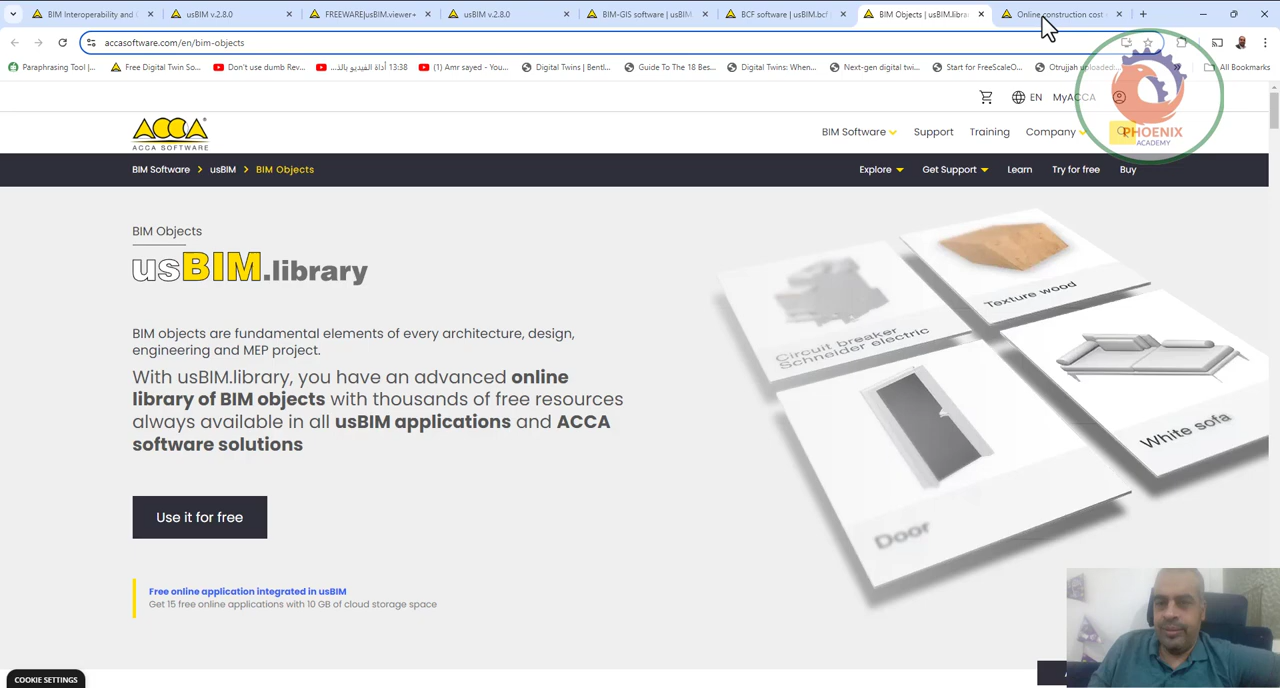 BIM Interoperability and
usBIM v.2.8.0
FREEWARE|usBIM.viewer+
usBIM v.2.8.0
BIM-GIS software | usBIM.
BCF software | usBIM.bcf
BIM Objects | usBIM.libra
Online construction cost
accasoftware.com/en/bim-objects
Paraphrasing Tool |...
Free Digital Twin So...
Don't use dumb Rev...
13:38 أداة الفيديو بالذ...
(1) Amr sayed - You...
Digital Twins | Bentl...
Guide To The 18 Bes...
Digital Twins: When...
Next-gen digital twi...
Start for FreeScaleO...
Otrujjah uploaded:...
All Bookmarks
EN MyACCA
ACCA
ACCA SOFTWARE
BIM Software Support Training Company
PHOENIX
ACADEMY
BIM Software usBIM BIM Objects
Explore Get Support Learn Try for free Buy
BIM Objects
usBIM.library
BIM objects are fundamental elements of every architecture, design,
engineering and MEP project.
With usBIM.library, you have an advanced online
library of BIM objects with thousands of free resources
always available in all usBIM applications and ACCA
software solutions
Use it for free
Free online application integrated in usBIM
Get 15 free online applications with 10 GB of cloud storage space
Texture wood
Circuit breaker
Schneider electric
White sofa
Door
COOKIE SETTINGS